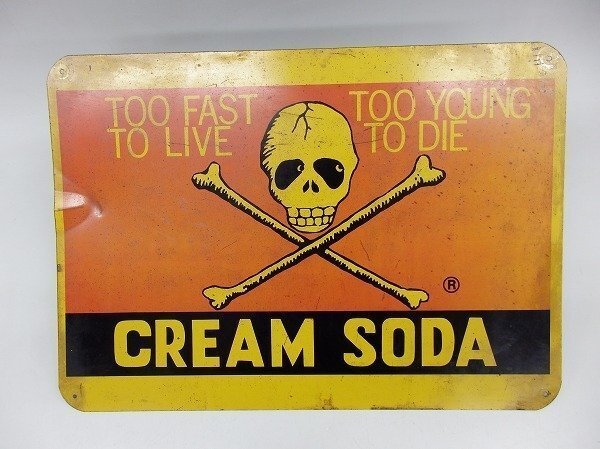 TOO FAST
TO LIVE
TOO YOUNG
TO DIE
®
CREAM SODA